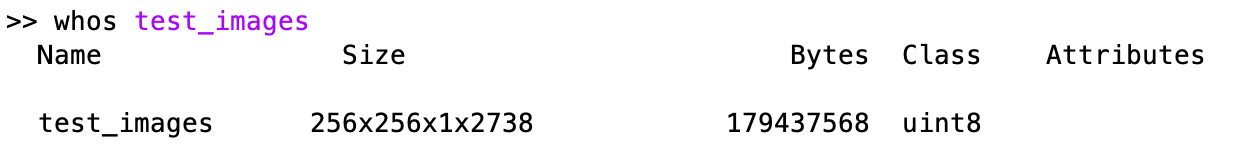 >> whos test_images
Name Size Bytes Class Attributes
test_images 256x256x1x2738 179437568 uint8